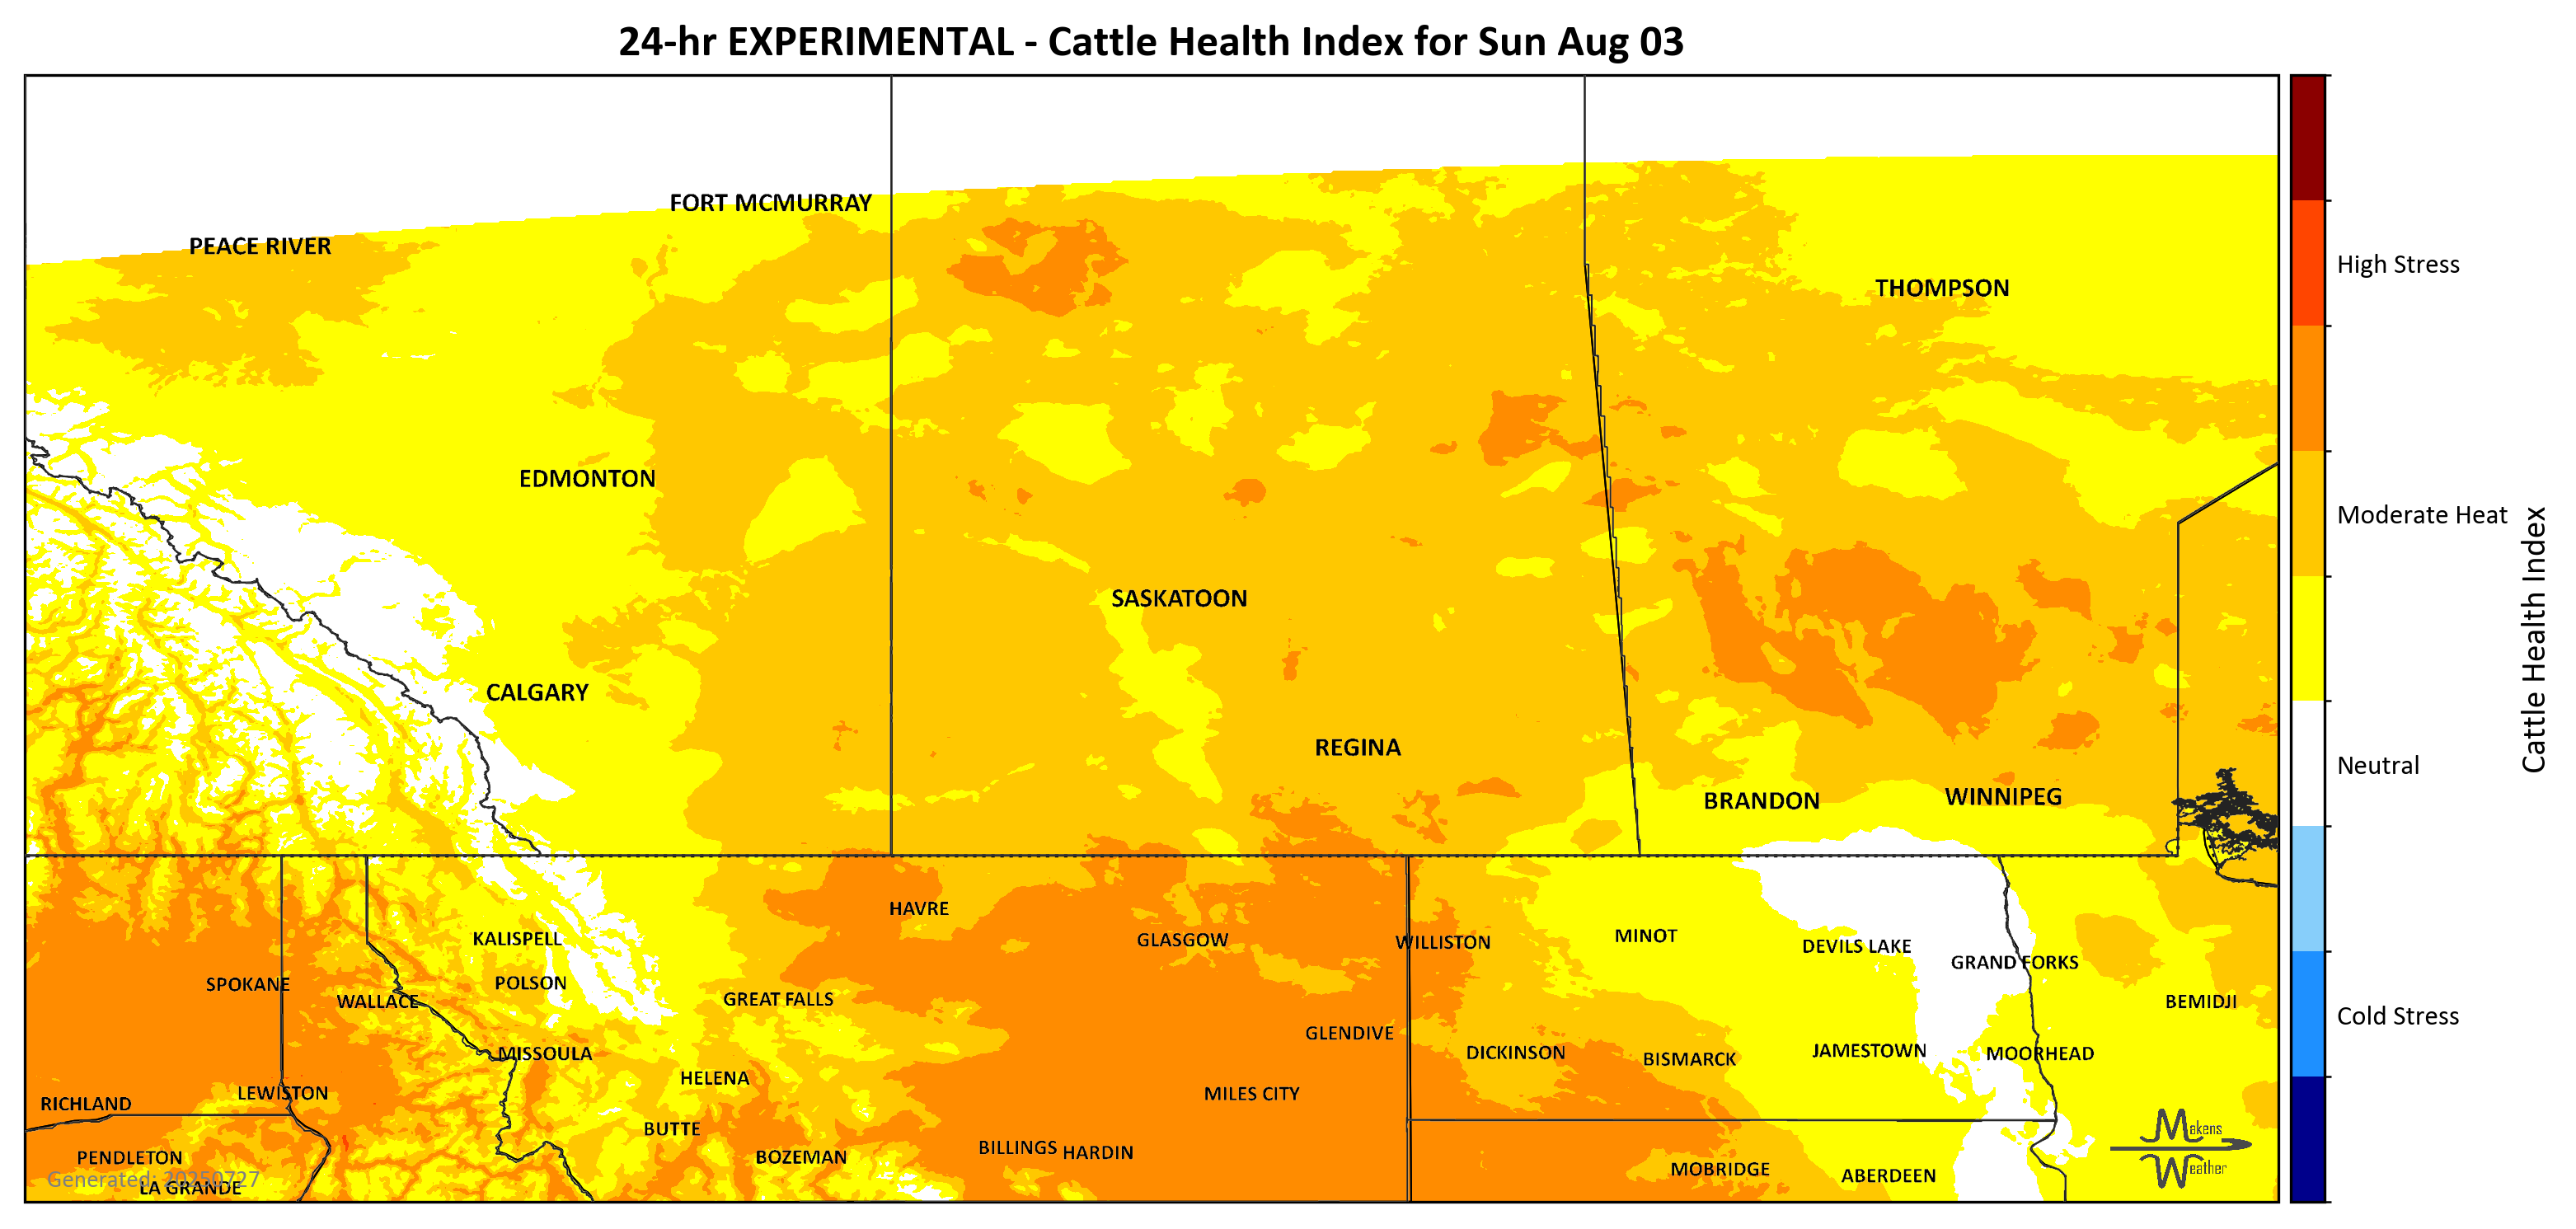 24-hr EXPERIMENTAL - Cattle Health Index for Sun Aug 03
FORT MCMURRAY
PEACE RIVER
High Stress
THOMPSON
EDMONTON
Moderate Heat
SASKATOON
Cattle Health Index
CALGARY
REGINA
Neutral
BRANDON
WINNIPEG
HAVRE
KALISPELL
GLASGOW
WILLISTON
MINOT
DEVILS LAKE
GRAND FORKS
SPOKANE
POLSON
WALLACE
GREAT FALLS
BEMIDJI
Cold Stress
GLENDIVE
MISSOULA
DICKINSON
BISMARCK
JAMESTOWN
MOORHEAD
HELENA
LEWISTON
MILES CITY
RICHLAND
BUTTE
Makens
Weather
PENDLETON
BOZEMAN
BILLINGS
HARDIN
MOBRIDGE
ABERDEEN
Generated: 20250727
LA GRANDE